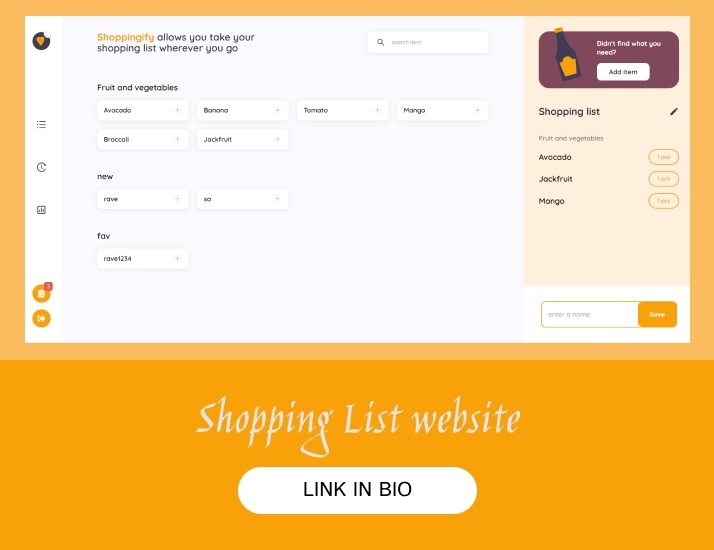 Shoppingify allows you take your
shopping list wherever you go
search item
Fruit and vegetables
Avocado +
Banana +
Tomato +
Mango +
Broccoli +
Jackfruit +
new
rave +
sa +
fav
rave1234 +
3
Didn't find what you
need?
Add item
Shopping list
Fruit and vegetables
Avocado 1 pcs
Jackfruit 1 pcs
Mango 1 pcs
enter a name
Save
Shopping List website
LINK IN BIO